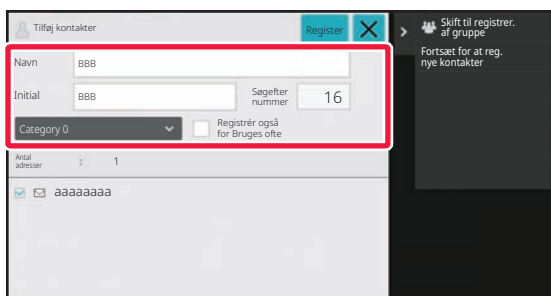 Tilføj kontakter
Register
Navn
BBB
Initial
BBB
Søgefter
nummer
16
Category 0
Registrér også
for Bruges ofte
Antal
adresser
:
1
aaaaaaaa
Skift til registrer.
af gruppe
Fortsæt for at reg.
nye kontakter